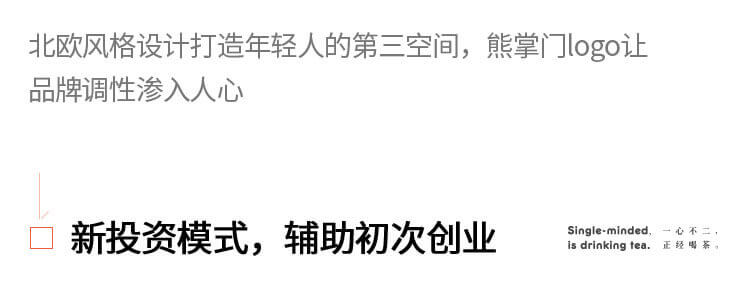 北欧风格设计打造年轻人的第三空间，熊掌门logo让
品牌调性渗入人心
新投资模式，辅助初次创业
Single-minded.
is drinking tea.
一心不二，
正经喝茶。